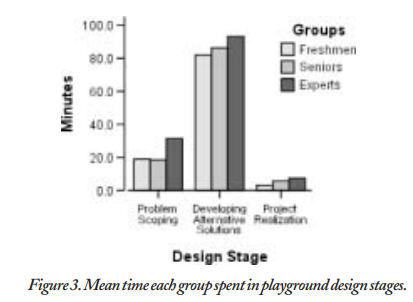 100.0
80.0
60.0
40.0
20.0
0.0
Minutes
Groups
Freshmen
Seniors
Experts
Problem
Scoping
Developing
Alternative
Solutions
Project
Realization
Design Stage
Figure 3. Mean time each group spent in playground design stages.